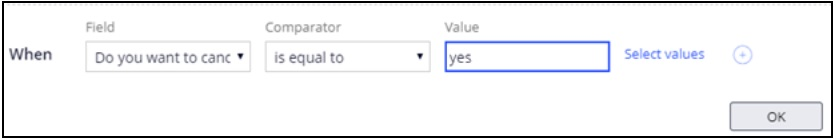 Field Comparator Value
When Do you want to canc is equal to yes Select values
OK